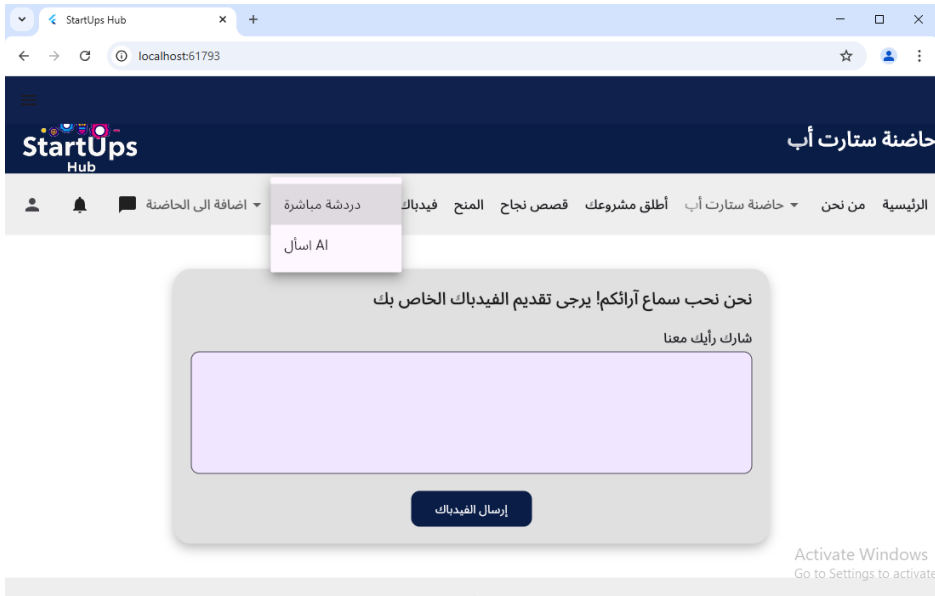 StartUps Hub
localhost:61793
حاضنة ستارت أب
StartUps
Hub
الرئيسية من نحن حاضنة ستارت أب أطلق مشروعك قصص نجاح المنح فيدباك اضافة الى الحاضنة
دردشة مباشرة
اسأل AI
نحن نحب سماع آرائكم! يرجى تقديم الفيدباك الخاص بك
شارك رأيك معنا
إرسال الفيدباك
Activate Windows
Go to Settings to activate